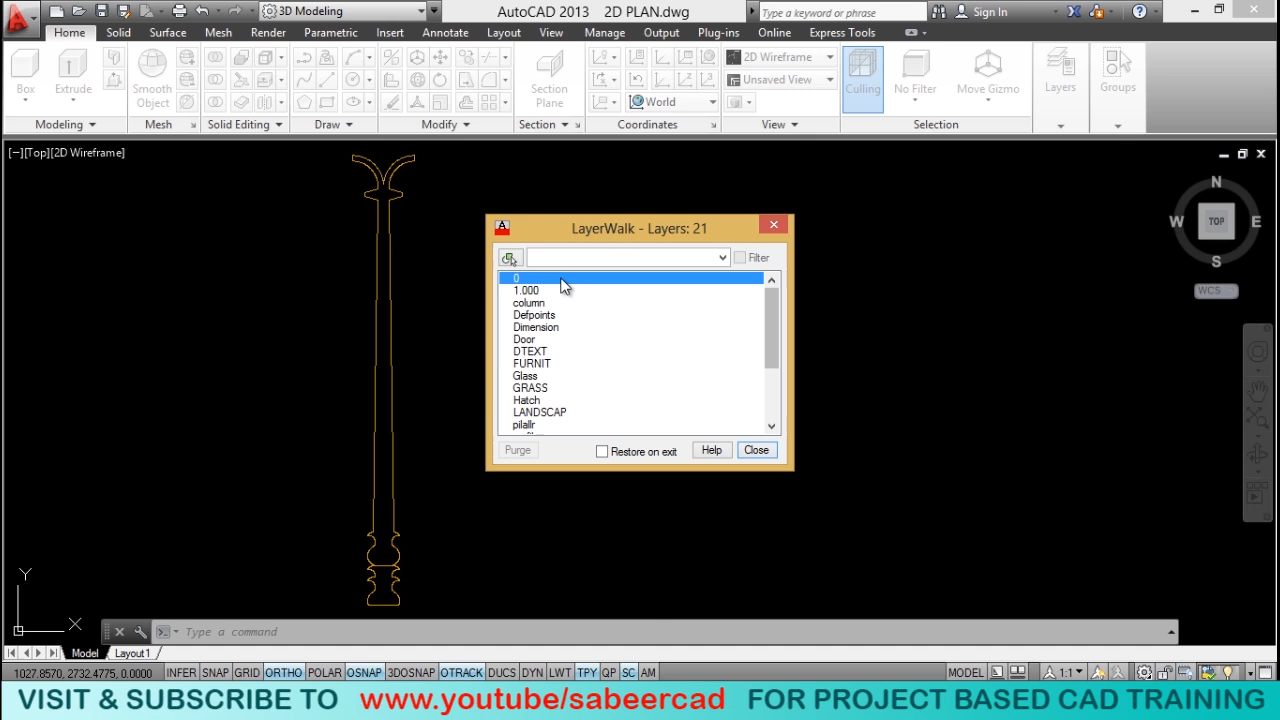 3D Modeling
AutoCAD 2013 2D PLAN.dwg
Type a keyword or phrase
Sign In
Home Solid Surface Mesh Render Parametric Insert Annotate Layout View Manage Output Plug-ins Online Express Tools
Box
Extrude
Smooth
Object
Section
Plane
World
2D Wireframe
Unsaved View
Culling
No Filter
Move Gizmo
Layers
Groups
Modeling Mesh Solid Editing Draw Modify Section Coordinates View Selection
[−][Top][2D Wireframe]
N
W TOP E
S
WCS
LayerWalk - Layers: 21
Filter
0
1.000
column
Defpoints
Dimension
Door
DTEXT
FURNIT
Glass
GRASS
Hatch
LANDSCAP
pilallr
Purge Restore on exit Help Close
Y
X
Type a command
Model Layout1
1027.8570, 2732.4775, 0.0000 INFER SNAP GRID ORTHO POLAR OSNAP 3DOSNAP OTRACK DUCS DYN LWT TPY QP SC AM MODEL 1:1
VISIT & SUBSCRIBE TO www.youtube/sabeercad FOR PROJECT BASED CAD TRAINING